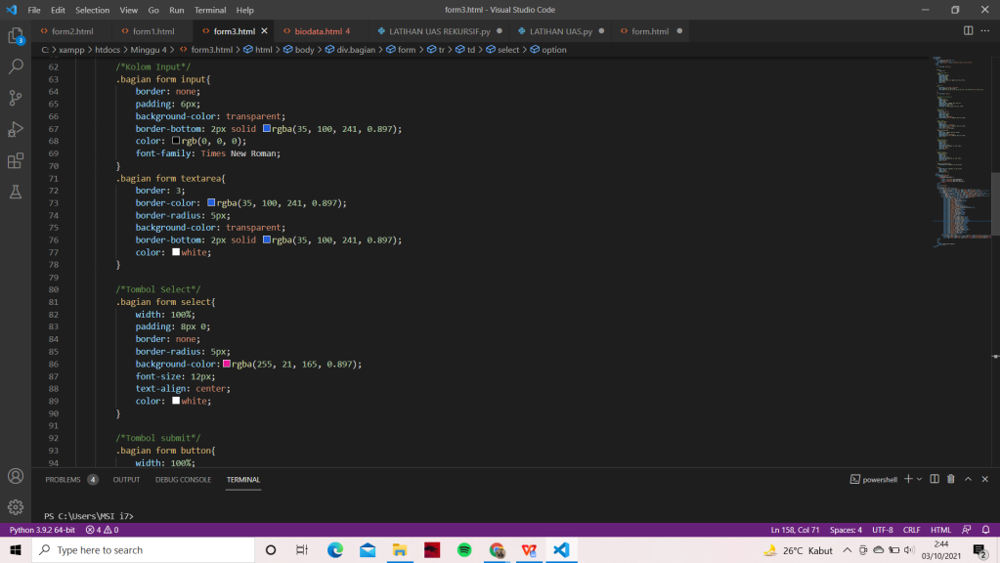 File Edit Selection View Go Run Terminal Help form3.html - Visual Studio Code
form2.html form1.html form3.html biodata.html 4 LATIHAN UAS REKURSIF.py LATIHAN UAS.py form.html
C: > xampp > htdocs > Minggu 4 > form3.html > html > body > div.bagian > form > tr > td > select > option
62 /*Kolom Input*/
63 .bagian form input{
64 border: none;
65 padding: 6px;
66 background-color: transparent;
67 border-bottom: 2px solid rgba(35, 100, 241, 0.897);
68 color: rgb(0, 0, 0);
69 font-family: Times New Roman;
70 }
71 .bagian form textarea{
72 border: 3;
73 border-color: rgba(35, 100, 241, 0.897);
74 border-radius: 5px;
75 background-color: transparent;
76 border-bottom: 2px solid rgba(35, 100, 241, 0.897);
77 color: white;
78 }
79
80 /*Tombol Select*/
81 .bagian form select{
82 width: 100%;
83 padding: 8px 0;
84 border: none;
85 border-radius: 5px;
86 background-color: rgba(255, 21, 165, 0.897);
87 font-size: 12px;
88 text-align: center;
89 color: white;
90 }
91
92 /*Tombol submit*/
93 .bagian form button{
94 width: 100%;
PROBLEMS 4 OUTPUT DEBUG CONSOLE TERMINAL powershell
PS C:\Users\MSI i7>
Python 3.9.2 64-bit 4 0 Ln 158, Col 71 Spaces: 4 UTF-8 CRLF HTML
Type here to search 26°C Kabut 2:44
03/10/2021 2